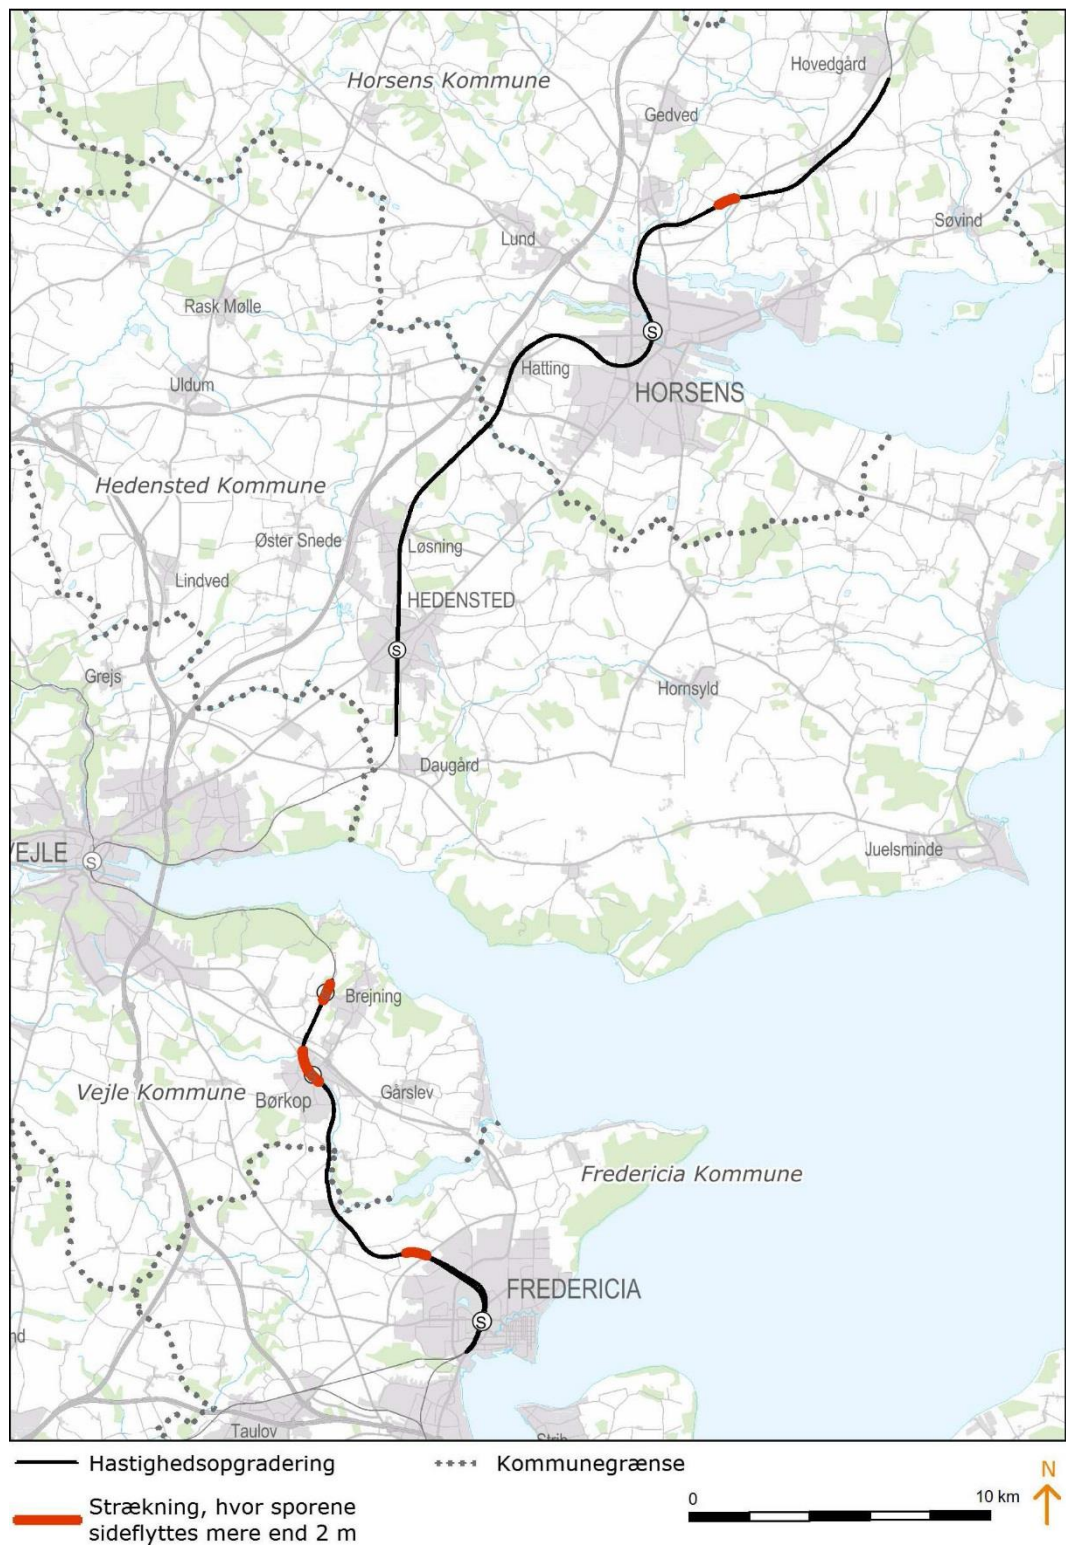 Hovedgård
Horsens Kommune
Gedved
Søvind
Lund
Rask Mølle
S
Hatting
Uldum
HORSENS
Hedensted Kommune
Øster Snede
Løsning
Lindved
HEDENSTED
S
Grejs
Hornsyld
Daugård
VEJLE
S
Juelsminde
Brejning
Vejle Kommune
Børkop
Gårslev
Fredericia Kommune
FREDERICIA
S
nd
Taulov
Strib
Hastighedsopgradering
Kommunegrænse
Strækning, hvor sporene
sideflyttes mere end 2 m
0 10 km
N